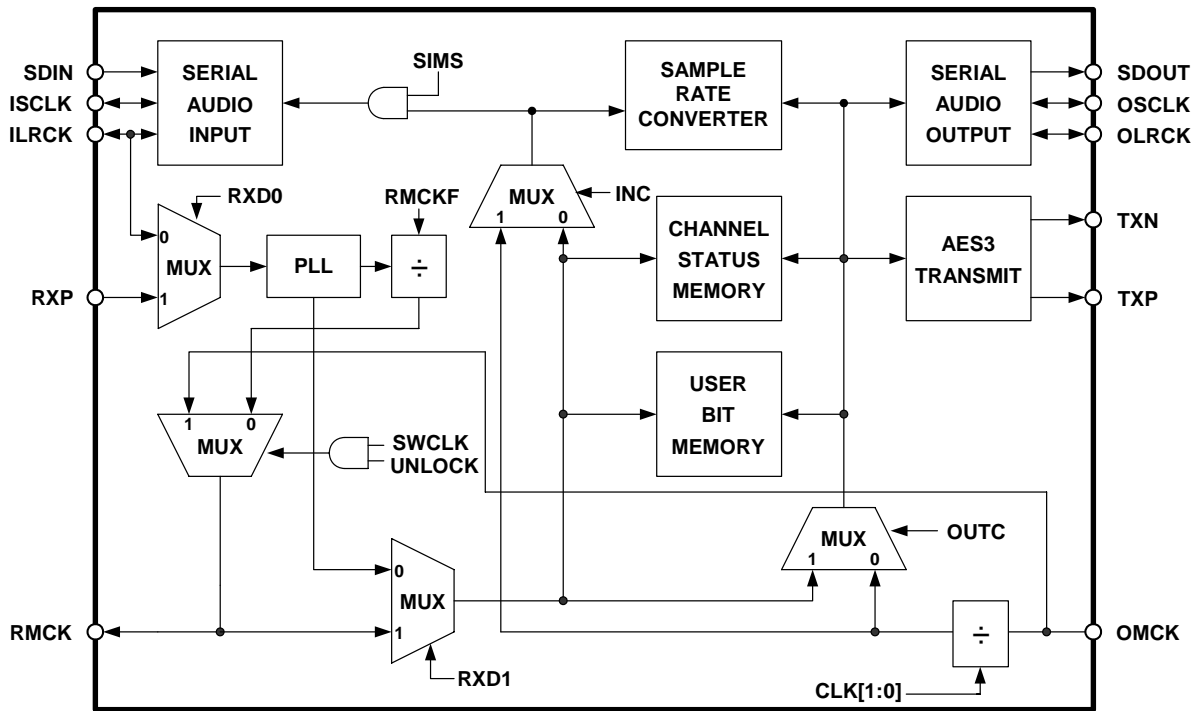 SIMS
SDIN
ISCLK
ILRCK
SERIAL
AUDIO
INPUT
SAMPLE
RATE
CONVERTER
SERIAL
AUDIO
OUTPUT
SDOUT
OSCLK
OLRCK
RXD0
RMCKF
MUX
1 0
INC
CHANNEL
STATUS
MEMORY
AES3
TRANSMIT
TXN
TXP
RXP
0
MUX
1
PLL
÷
USER
BIT
MEMORY
1 0
MUX
SWCLK
UNLOCK
MUX
1 0
OUTC
0
MUX
1
RMCK
RXD1
÷
OMCK
CLK[1:0]